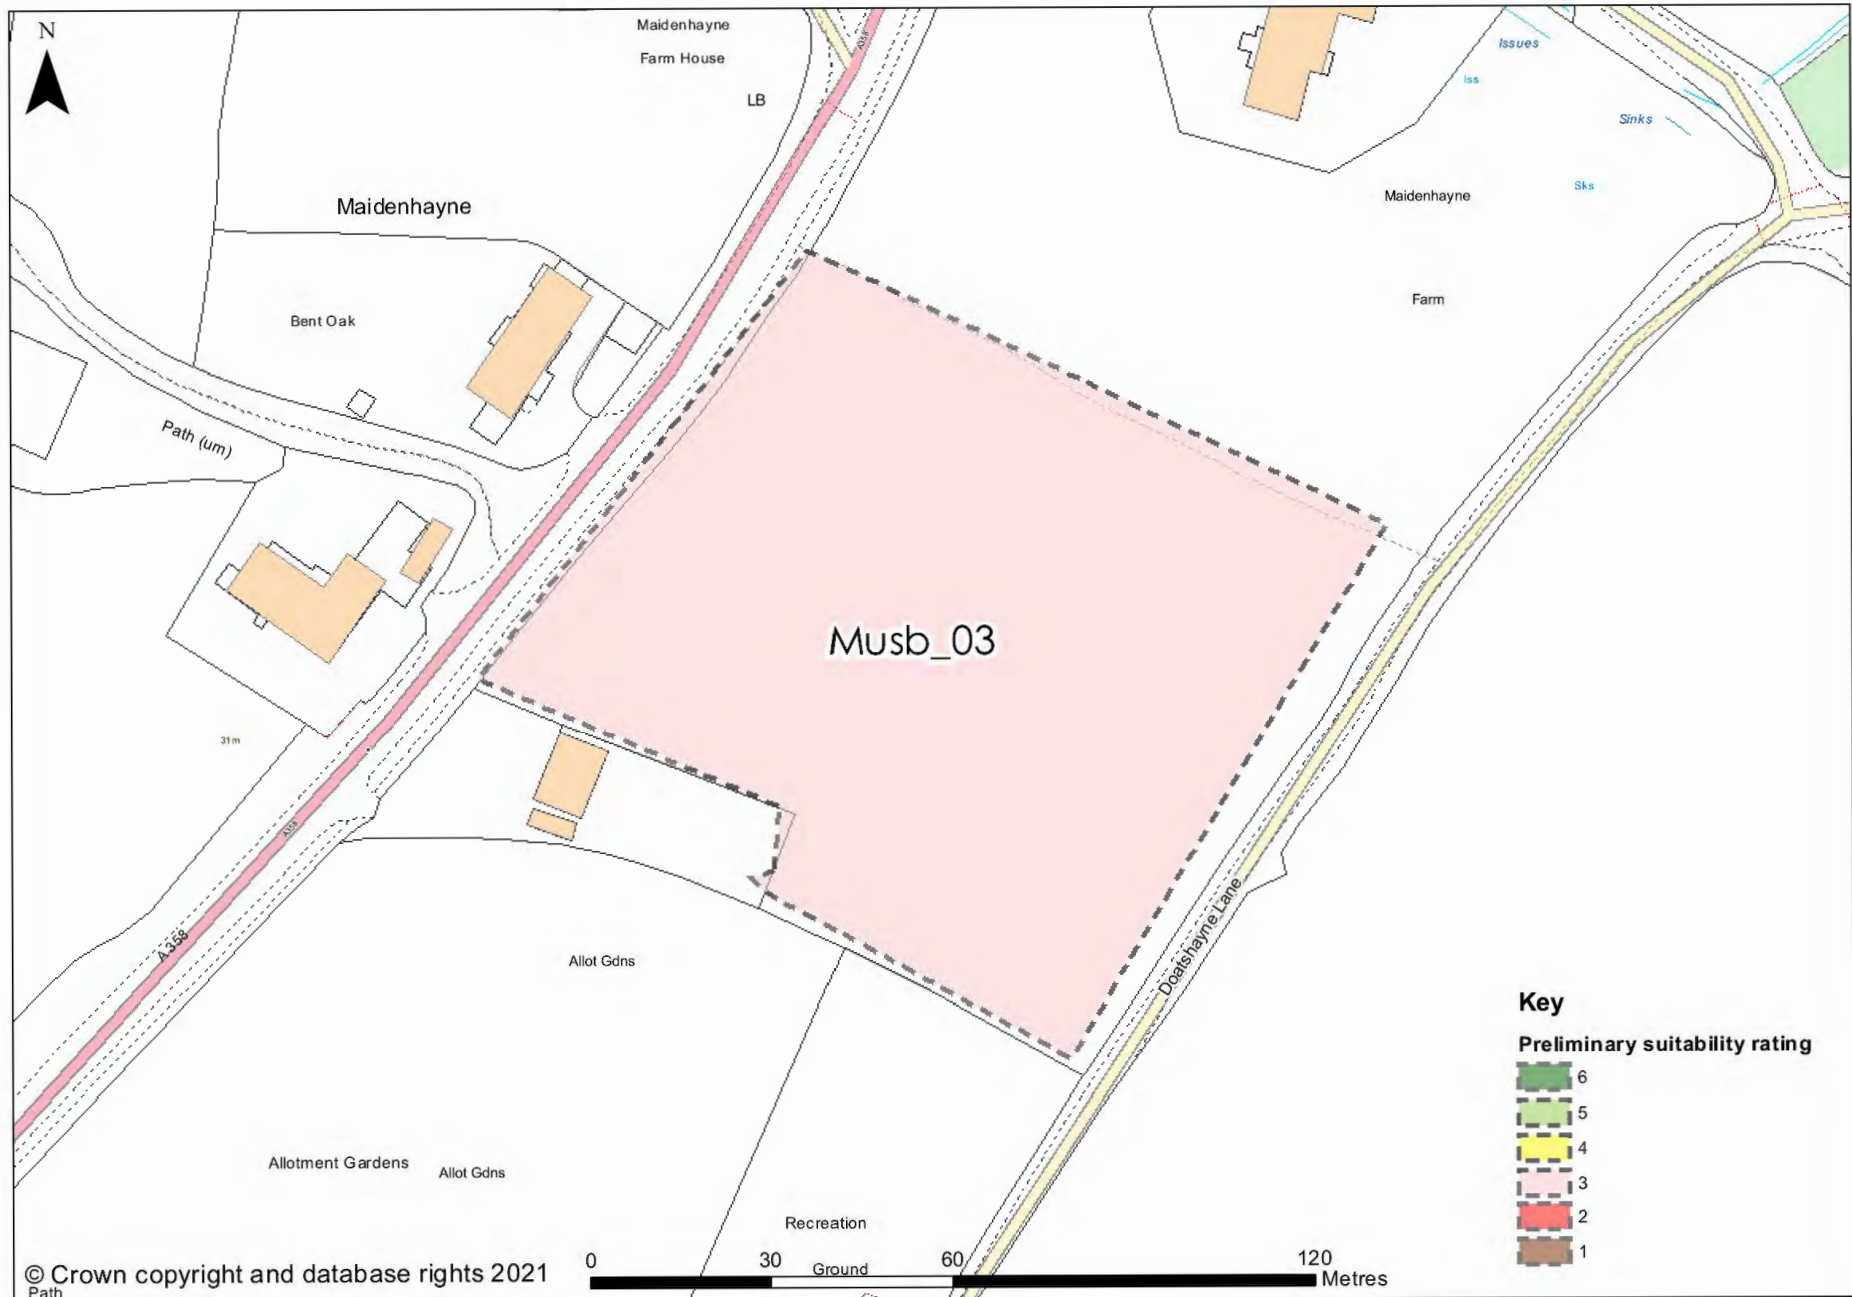 N
Maidenhayne
Farm House
LB
A358
Issues
Iss
Sinks
Sks
Maidenhayne
Maidenhayne
Farm
Bent Oak
Path (um)
Musb_03
31m
A358
A 358
Doatshayne Lane
Allot Gdns
Allotment Gardens
Allot Gdns
Recreation
Ground
Key
Preliminary suitability rating
6
5
4
3
2
1
0 30 60 120
Metres
© Crown copyright and database rights 2021
Path